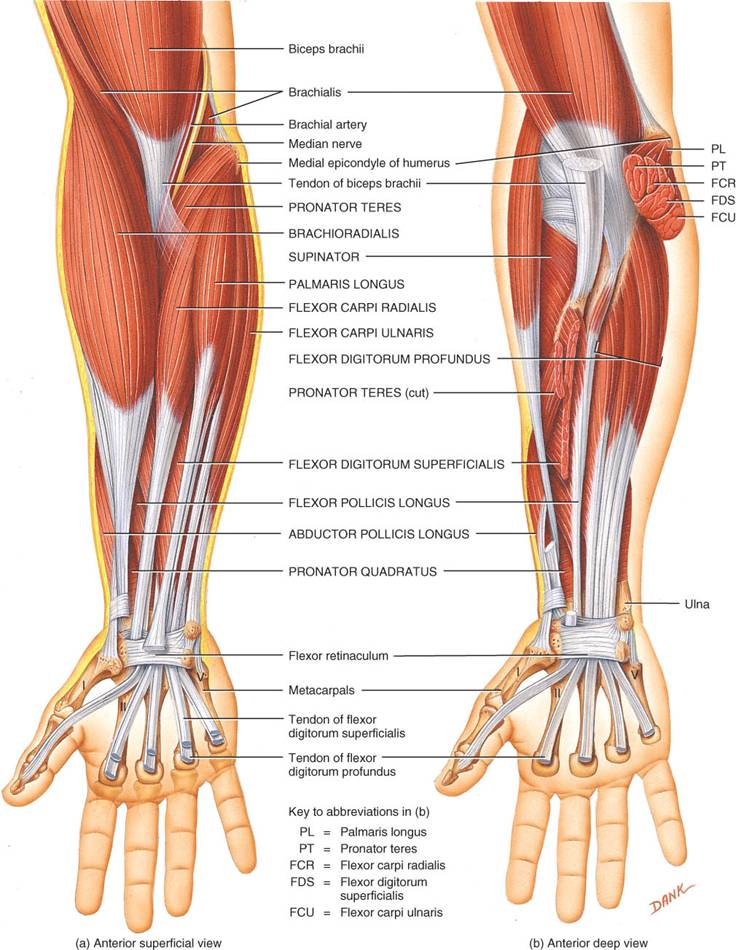 Biceps brachii
Brachialis
Brachial artery
Median nerve
Medial epicondyle of humerus
Tendon of biceps brachii
PRONATOR TERES
BRACHIORADIALIS
SUPINATOR
PALMARIS LONGUS
FLEXOR CARPI RADIALIS
FLEXOR CARPI ULNARIS
FLEXOR DIGITORUM PROFUNDUS
PRONATOR TERES (cut)
FLEXOR DIGITORUM SUPERFICIALIS
FLEXOR POLLICIS LONGUS
ABDUCTOR POLLICIS LONGUS
PRONATOR QUADRATUS
Flexor retinaculum
Metacarpals
Tendon of flexor
digitorum superficialis
Tendon of flexor
digitorum profundus
PL
PT
FCR
FDS
FCU
Ulna
I
II
V
I
II
V
Key to abbreviations in (b)
PL = Palmaris longus
PT = Pronator teres
FCR = Flexor carpi radialis
FDS = Flexor digitorum
superficialis
FCU = Flexor carpi ulnaris
DANK
(a) Anterior superficial view
(b) Anterior deep view